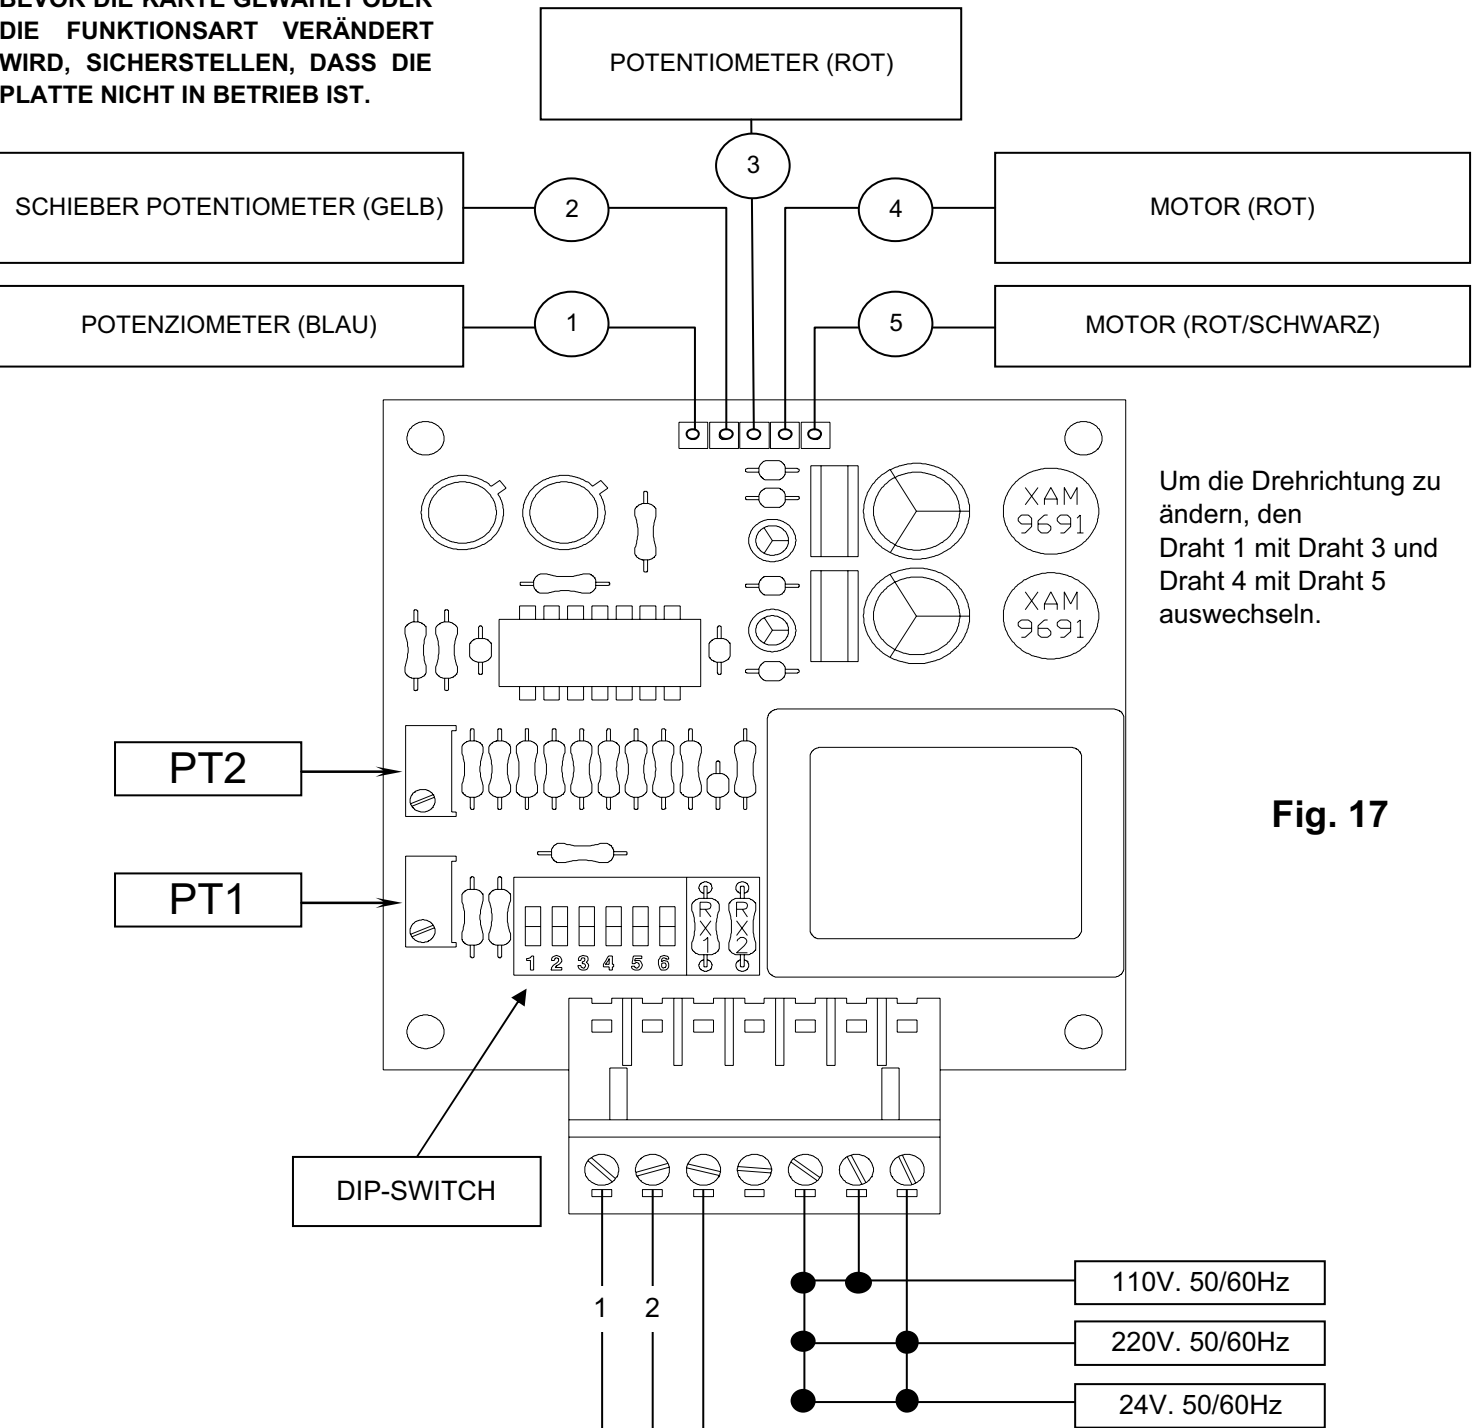 BEVOR DIE KARTE GEWÄHLT ODER
DIE FUNKTIONSART VERÄNDERT
WIRD, SICHERSTELLEN, DASS DIE
PLATTE NICHT IN BETRIEB IST.
POTENTIOMETER (ROT)
3
SCHIEBER POTENTIOMETER (GELB)
2
4
MOTOR (ROT)
POTENZIOMETER (BLAU)
1
5
MOTOR (ROT/SCHWARZ)
XAM
9691
XAM
9691
Um die Drehrichtung zu
ändern, den
Draht 1 mit Draht 3 und
Draht 4 mit Draht 5
auswechseln.
PT2
Fig. 17
PT1
RX1
RX2
1 2 3 4 5 6
DIP-SWITCH
1 2
110V. 50/60Hz
220V. 50/60Hz
24V. 50/60Hz